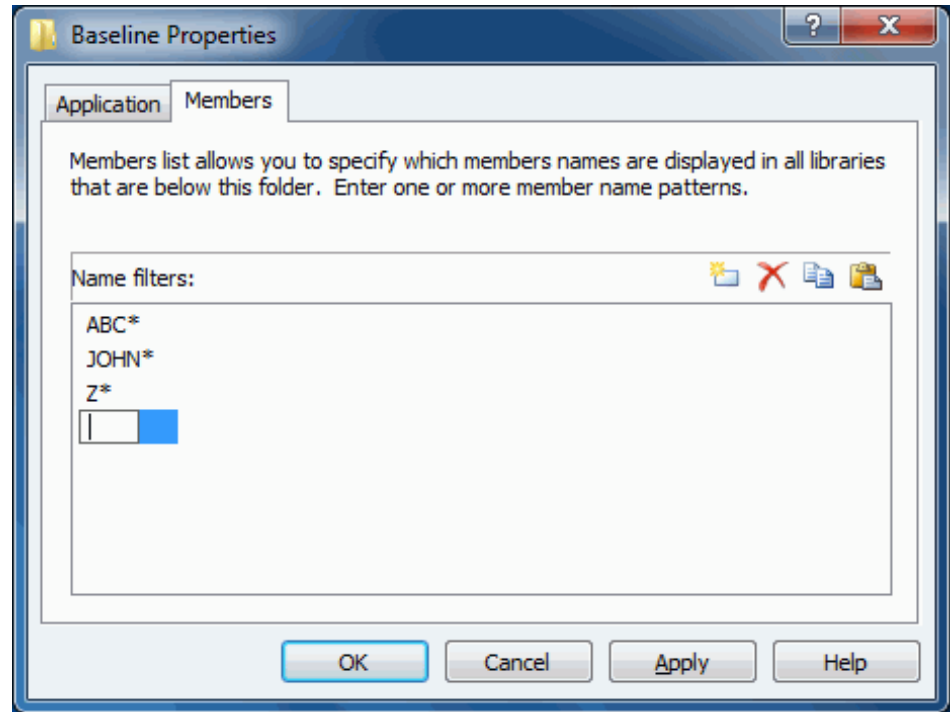 Baseline Properties
?
Application
Members
Members list allows you to specify which members names are displayed in all libraries
that are below this folder.  Enter one or more member name patterns.
Name filters:
ABC*
JOHN*
Z*
OK
Cancel
Apply
Help